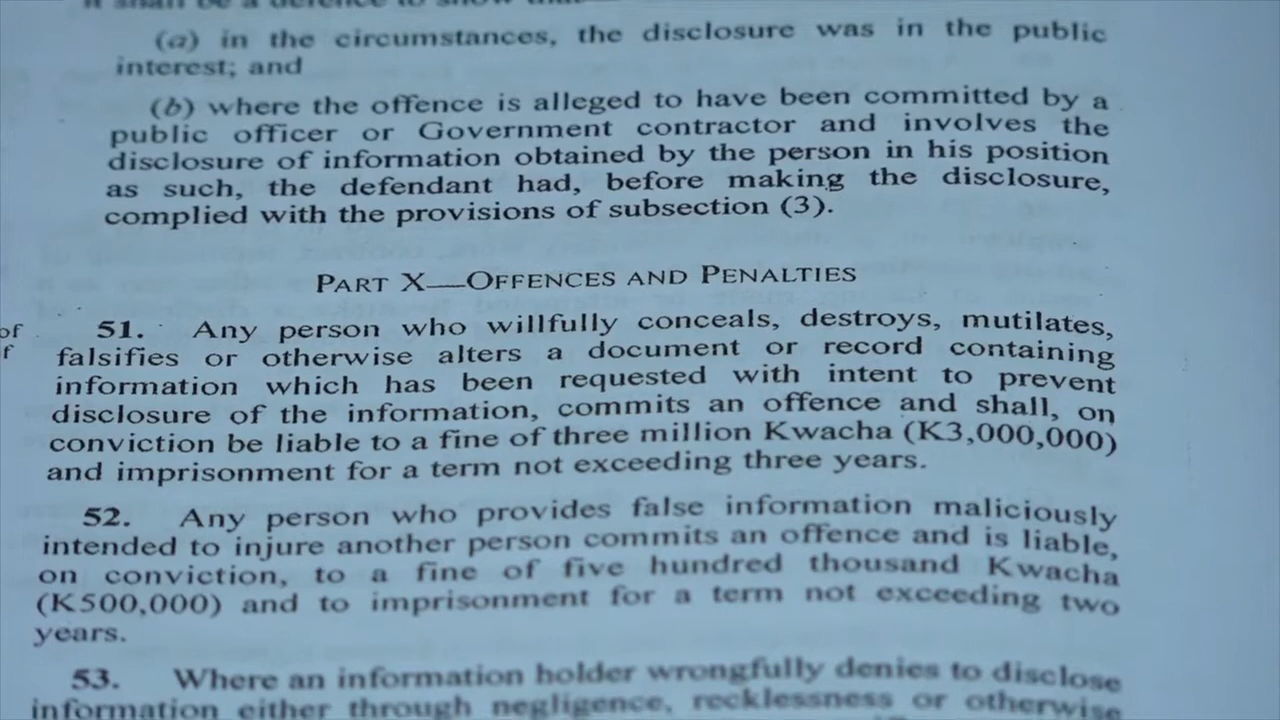 it shall be a defence to show that—
(a) in the circumstances, the disclosure was in the public
interest; and
(b) where the offence is alleged to have been committed by a
public officer or Government contractor and involves the
disclosure of information obtained by the person in his position
as such, the defendant had, before making the disclosure,
complied with the provisions of subsection (3).
PART X—OFFENCES AND PENALTIES
of
f
51. Any person who willfully conceals, destroys, mutilates,
falsifies or otherwise alters a document or record containing
information which has been requested with intent to prevent
disclosure of the information, commits an offence and shall, on
conviction be liable to a fine of three million Kwacha (K3,000,000)
and imprisonment for a term not exceeding three years.
52. Any person who provides false information maliciously
intended to injure another person commits an offence and is liable,
on conviction, to a fine of five hundred thousand Kwacha
(K500,000) and to imprisonment for a term not exceeding two
years.
53. Where an information holder wrongfully denies to disclose
information either through negligence, recklessness or otherwise